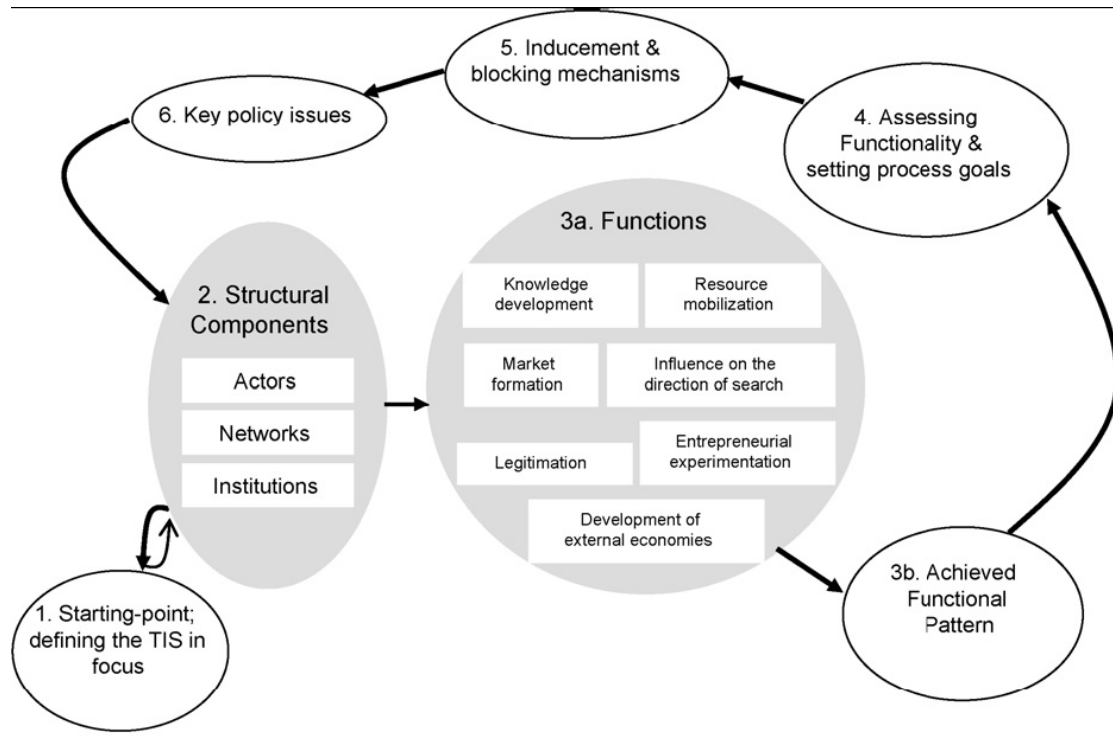 5. Inducement &
blocking mechanisms
6. Key policy issues
4. Assessing
Functionality &
setting process goals
3a. Functions
Knowledge
development
Resource
mobilization
2. Structural
Components
Market
formation
Influence on the
direction of search
Actors
Networks
Institutions
Legitimation
Entrepreneurial
experimentation
Development of
external economies
3b. Achieved
Functional
Pattern
1. Starting-point;
defining the TIS in
focus